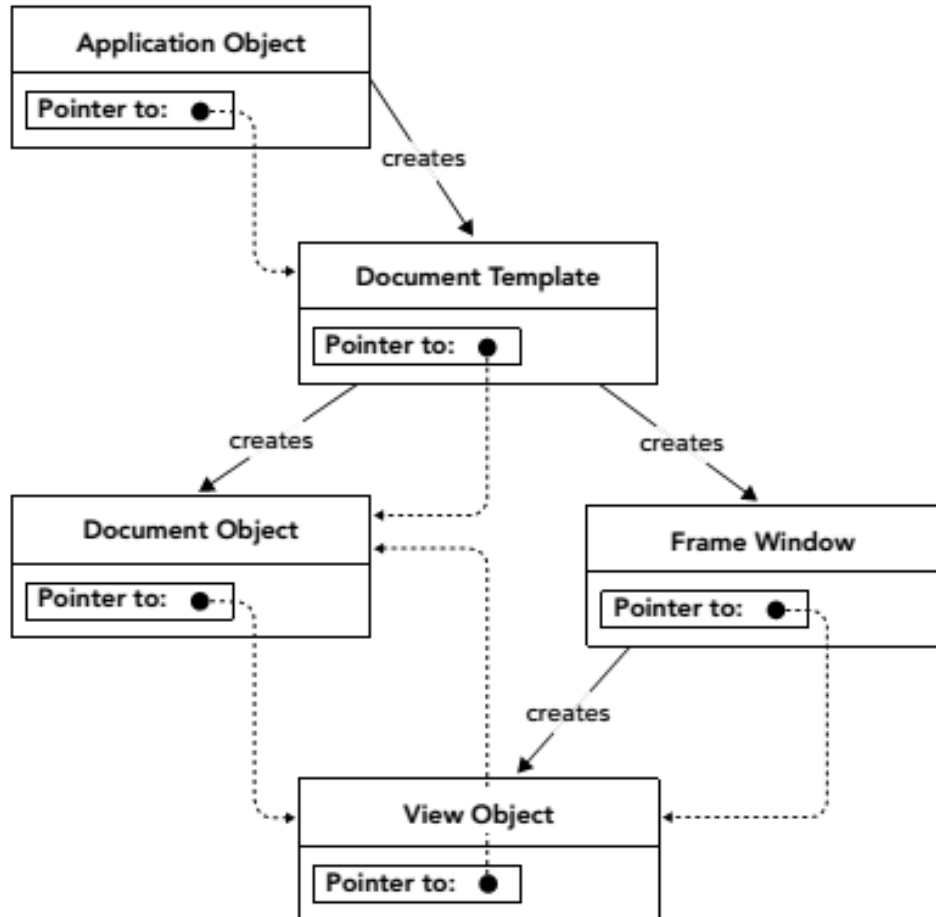 Application Object
Pointer to:
creates
Document Template
Pointer to:
creates
creates
Document Object
Frame Window
Pointer to:
Pointer to:
creates
View Object
Pointer to: